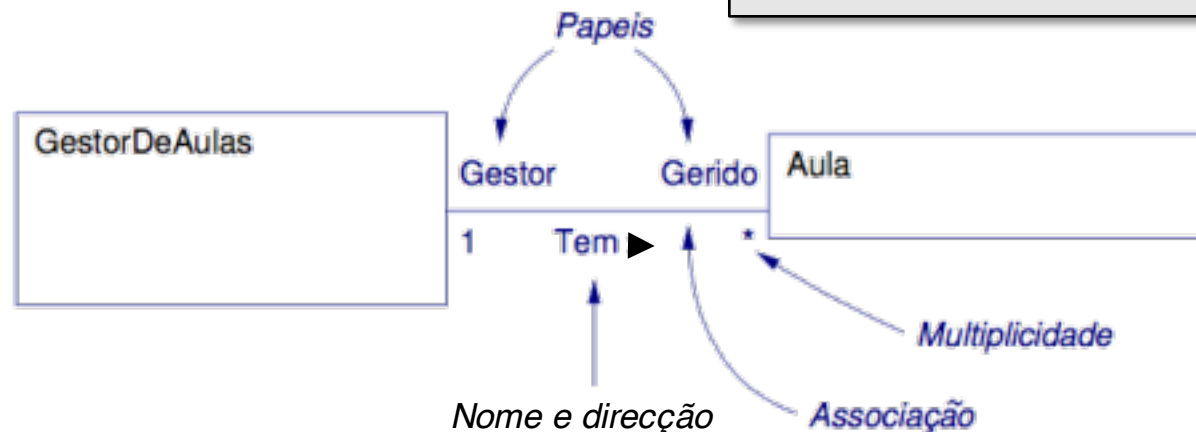 Papeis
GestorDeAulas
Gestor
Gerido
Aula
1
Tem ▶
*
Multiplicidade
Nome e direcção
Associação